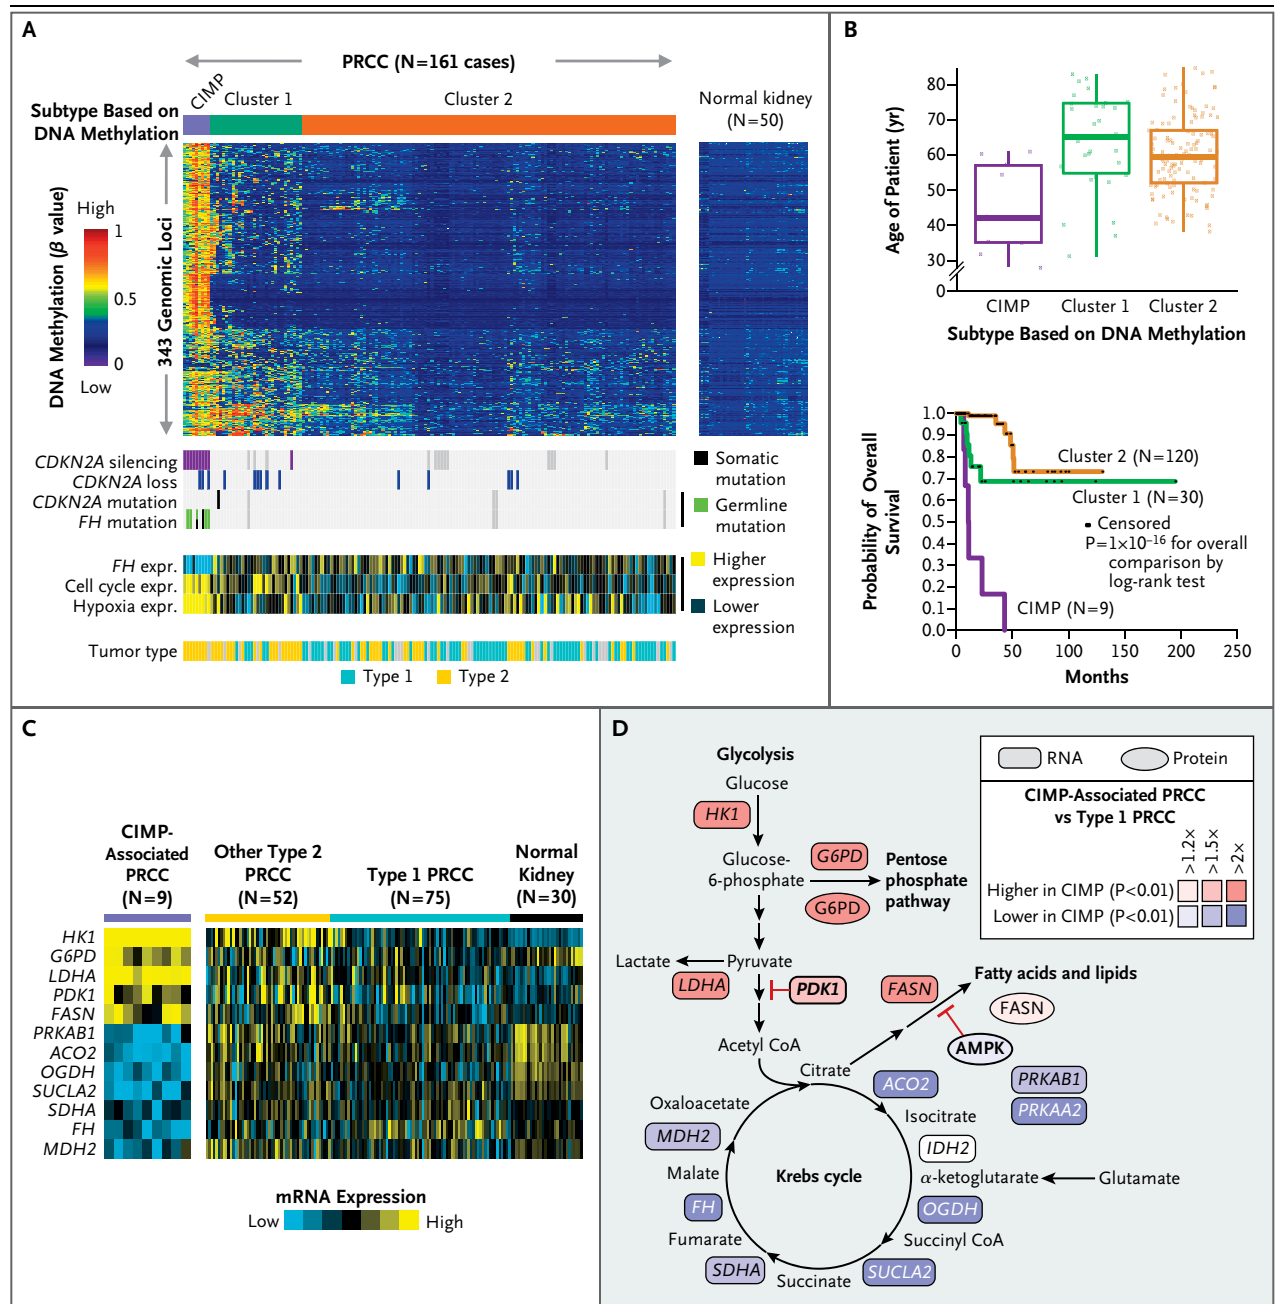 A
PRCC (N=161 cases)
CIMP
Cluster 1
Cluster 2
Subtype Based on
DNA Methylation
Normal kidney
(N=50)
DNA Methylation (β value)
High
1
0.5
0
Low
343 Genomic Loci
CDKN2A silencing
CDKN2A loss
CDKN2A mutation
FH mutation
Somatic
mutation
Germline
mutation
FH expr.
Cell cycle expr.
Hypoxia expr.
Higher
expression
Lower
expression
Tumor type
Type 1
Type 2
B
Age of Patient (yr)
80
70
60
50
40
30
0
CIMP
Cluster 1
Cluster 2
Subtype Based on DNA Methylation
Probability of Overall
Survival
1.0
0.9
0.8
0.7
0.6
0.5
0.4
0.3
0.2
0.1
0.0
Cluster 2 (N=120)
Cluster 1 (N=30)
Censored
P=1×10⁻¹⁶ for overall
comparison by
log-rank test
CIMP (N=9)
0
50
100
150
200
250
Months
C
CIMP-
Associated
PRCC
(N=9)
Other Type 2
PRCC
(N=52)
Type 1 PRCC
(N=75)
Normal
Kidney
(N=30)
HK1
G6PD
LDHA
PDK1
FASN
PRKAB1
ACO2
OGDH
SUCLA2
SDHA
FH
MDH2
mRNA Expression
Low
High
D
Glycolysis
Glucose
HK1
Glucose-
6-phosphate
G6PD
G6PD
Pentose
phosphate
pathway
Lactate
Pyruvate
LDHA
PDK1
FASN
Fatty acids and lipids
FASN
AMPK
Acetyl CoA
Citrate
ACO2
PRKAB1
PRKAA2
Oxaloacetate
Isocitrate
MDH2
IDH2
Malate
Krebs cycle
α-ketoglutarate
Glutamate
FH
OGDH
Fumarate
Succinyl CoA
SDHA
Succinate
SUCLA2
RNA
Protein
CIMP-Associated PRCC
vs Type 1 PRCC
>1.2×
>1.5×
>2×
Higher in CIMP (P<0.01)
Lower in CIMP (P<0.01)